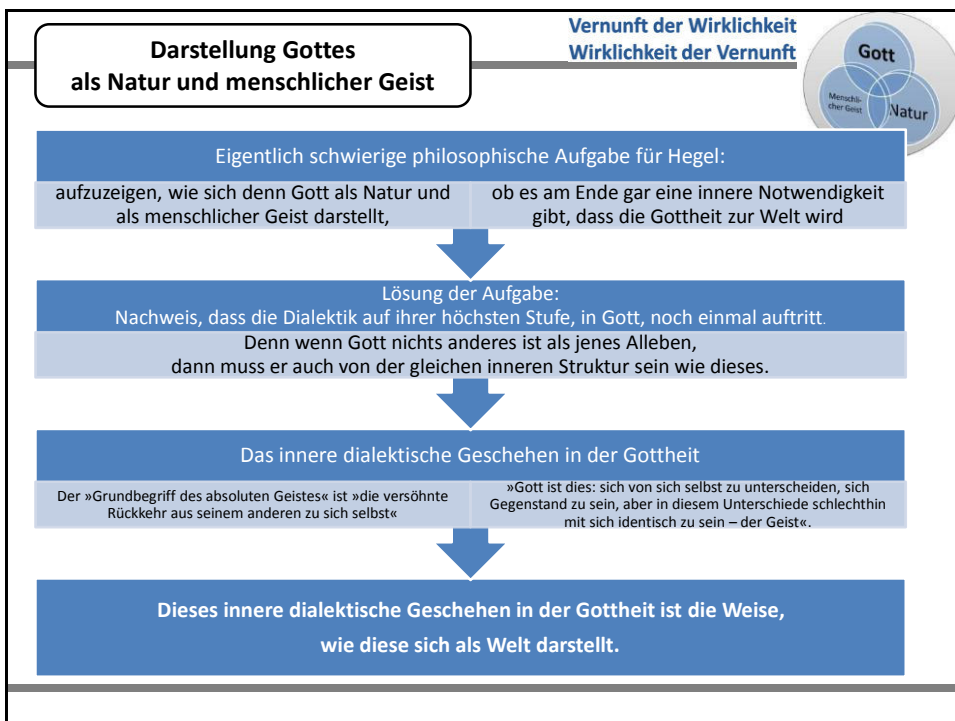 Darstellung Gottes
als Natur und menschlicher Geist
Vernunft der Wirklichkeit
Wirklichkeit der Vernunft
Gott
Menschli-
cher Geist
Natur
Eigentlich schwierige philosophische Aufgabe für Hegel:
aufzuzeigen, wie sich denn Gott als Natur und
als menschlicher Geist darstellt,
ob es am Ende gar eine innere Notwendigkeit
gibt, dass die Gottheit zur Welt wird
Lösung der Aufgabe:
Nachweis, dass die Dialektik auf ihrer höchsten Stufe, in Gott, noch einmal auftritt.
Denn wenn Gott nichts anderes ist als jenes Alleben,
dann muss er auch von der gleichen inneren Struktur sein wie dieses.
Das innere dialektische Geschehen in der Gottheit
Der »Grundbegriff des absoluten Geistes« ist »die versöhnte
Rückkehr aus seinem anderen zu sich selbst«
»Gott ist dies: sich von sich selbst zu unterscheiden, sich
Gegenstand zu sein, aber in diesem Unterschiede schlechthin
mit sich identisch zu sein – der Geist«.
Dieses innere dialektische Geschehen in der Gottheit ist die Weise,
wie diese sich als Welt darstellt.